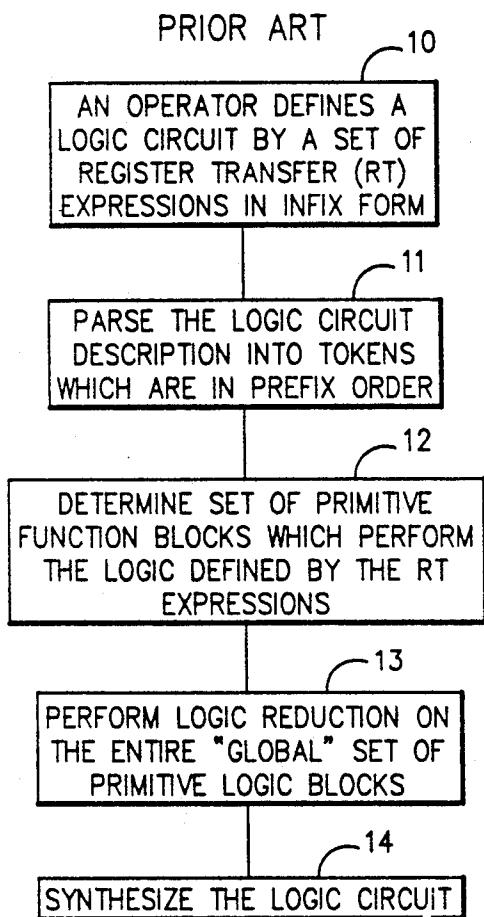 PRIOR ART
10
AN OPERATOR DEFINES A
LOGIC CIRCUIT BY A SET OF
REGISTER TRANSFER (RT)
EXPRESSIONS IN INFIX FORM
11
PARSE THE LOGIC CIRCUIT
DESCRIPTION INTO TOKENS
WHICH ARE IN PREFIX ORDER
12
DETERMINE SET OF PRIMITIVE
FUNCTION BLOCKS WHICH PERFORM
THE LOGIC DEFINED BY THE RT
EXPRESSIONS
13
PERFORM LOGIC REDUCTION ON
THE ENTIRE "GLOBAL" SET OF
PRIMITIVE LOGIC BLOCKS
14
SYNTHESIZE THE LOGIC CIRCUIT